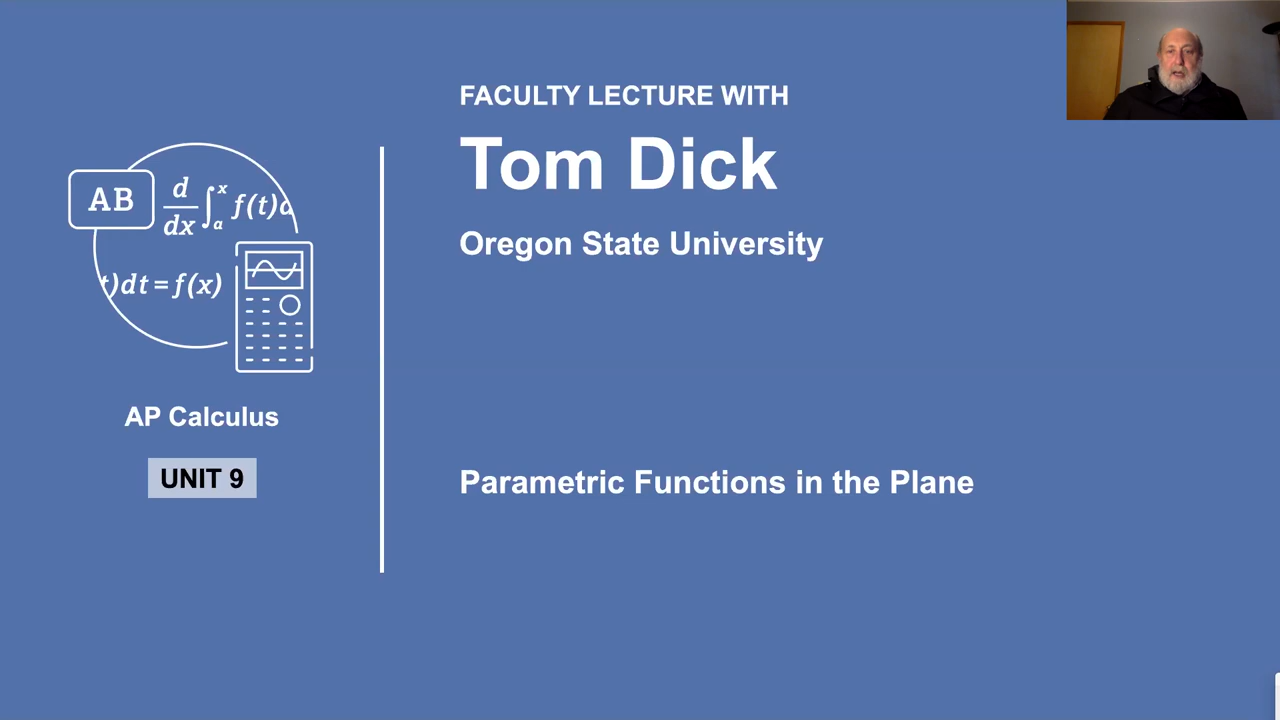 FACULTY LECTURE WITH
Tom Dick
Oregon State University
AB
d/dx ∫ₐˣ f(t)d
t)dt = f(x)
AP Calculus
UNIT 9
Parametric Functions in the Plane